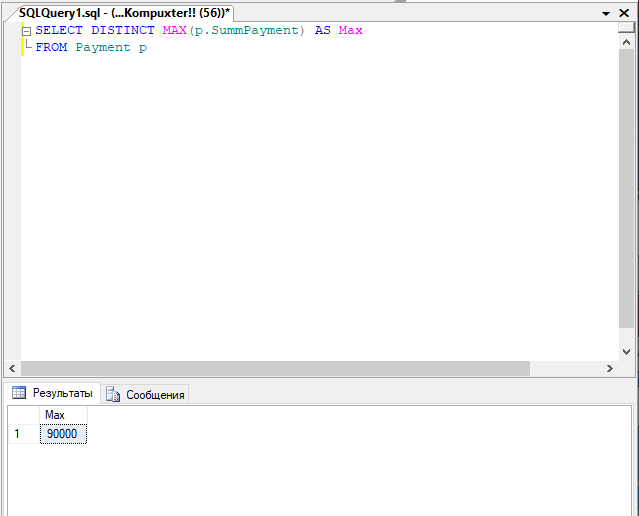 SQLQuery1.sql - (...Kompuxter!! (56))*
SELECT DISTINCT MAX(p.SummPayment) AS Max
FROM Payment p
Результаты
Сообщения
Max
1 90000